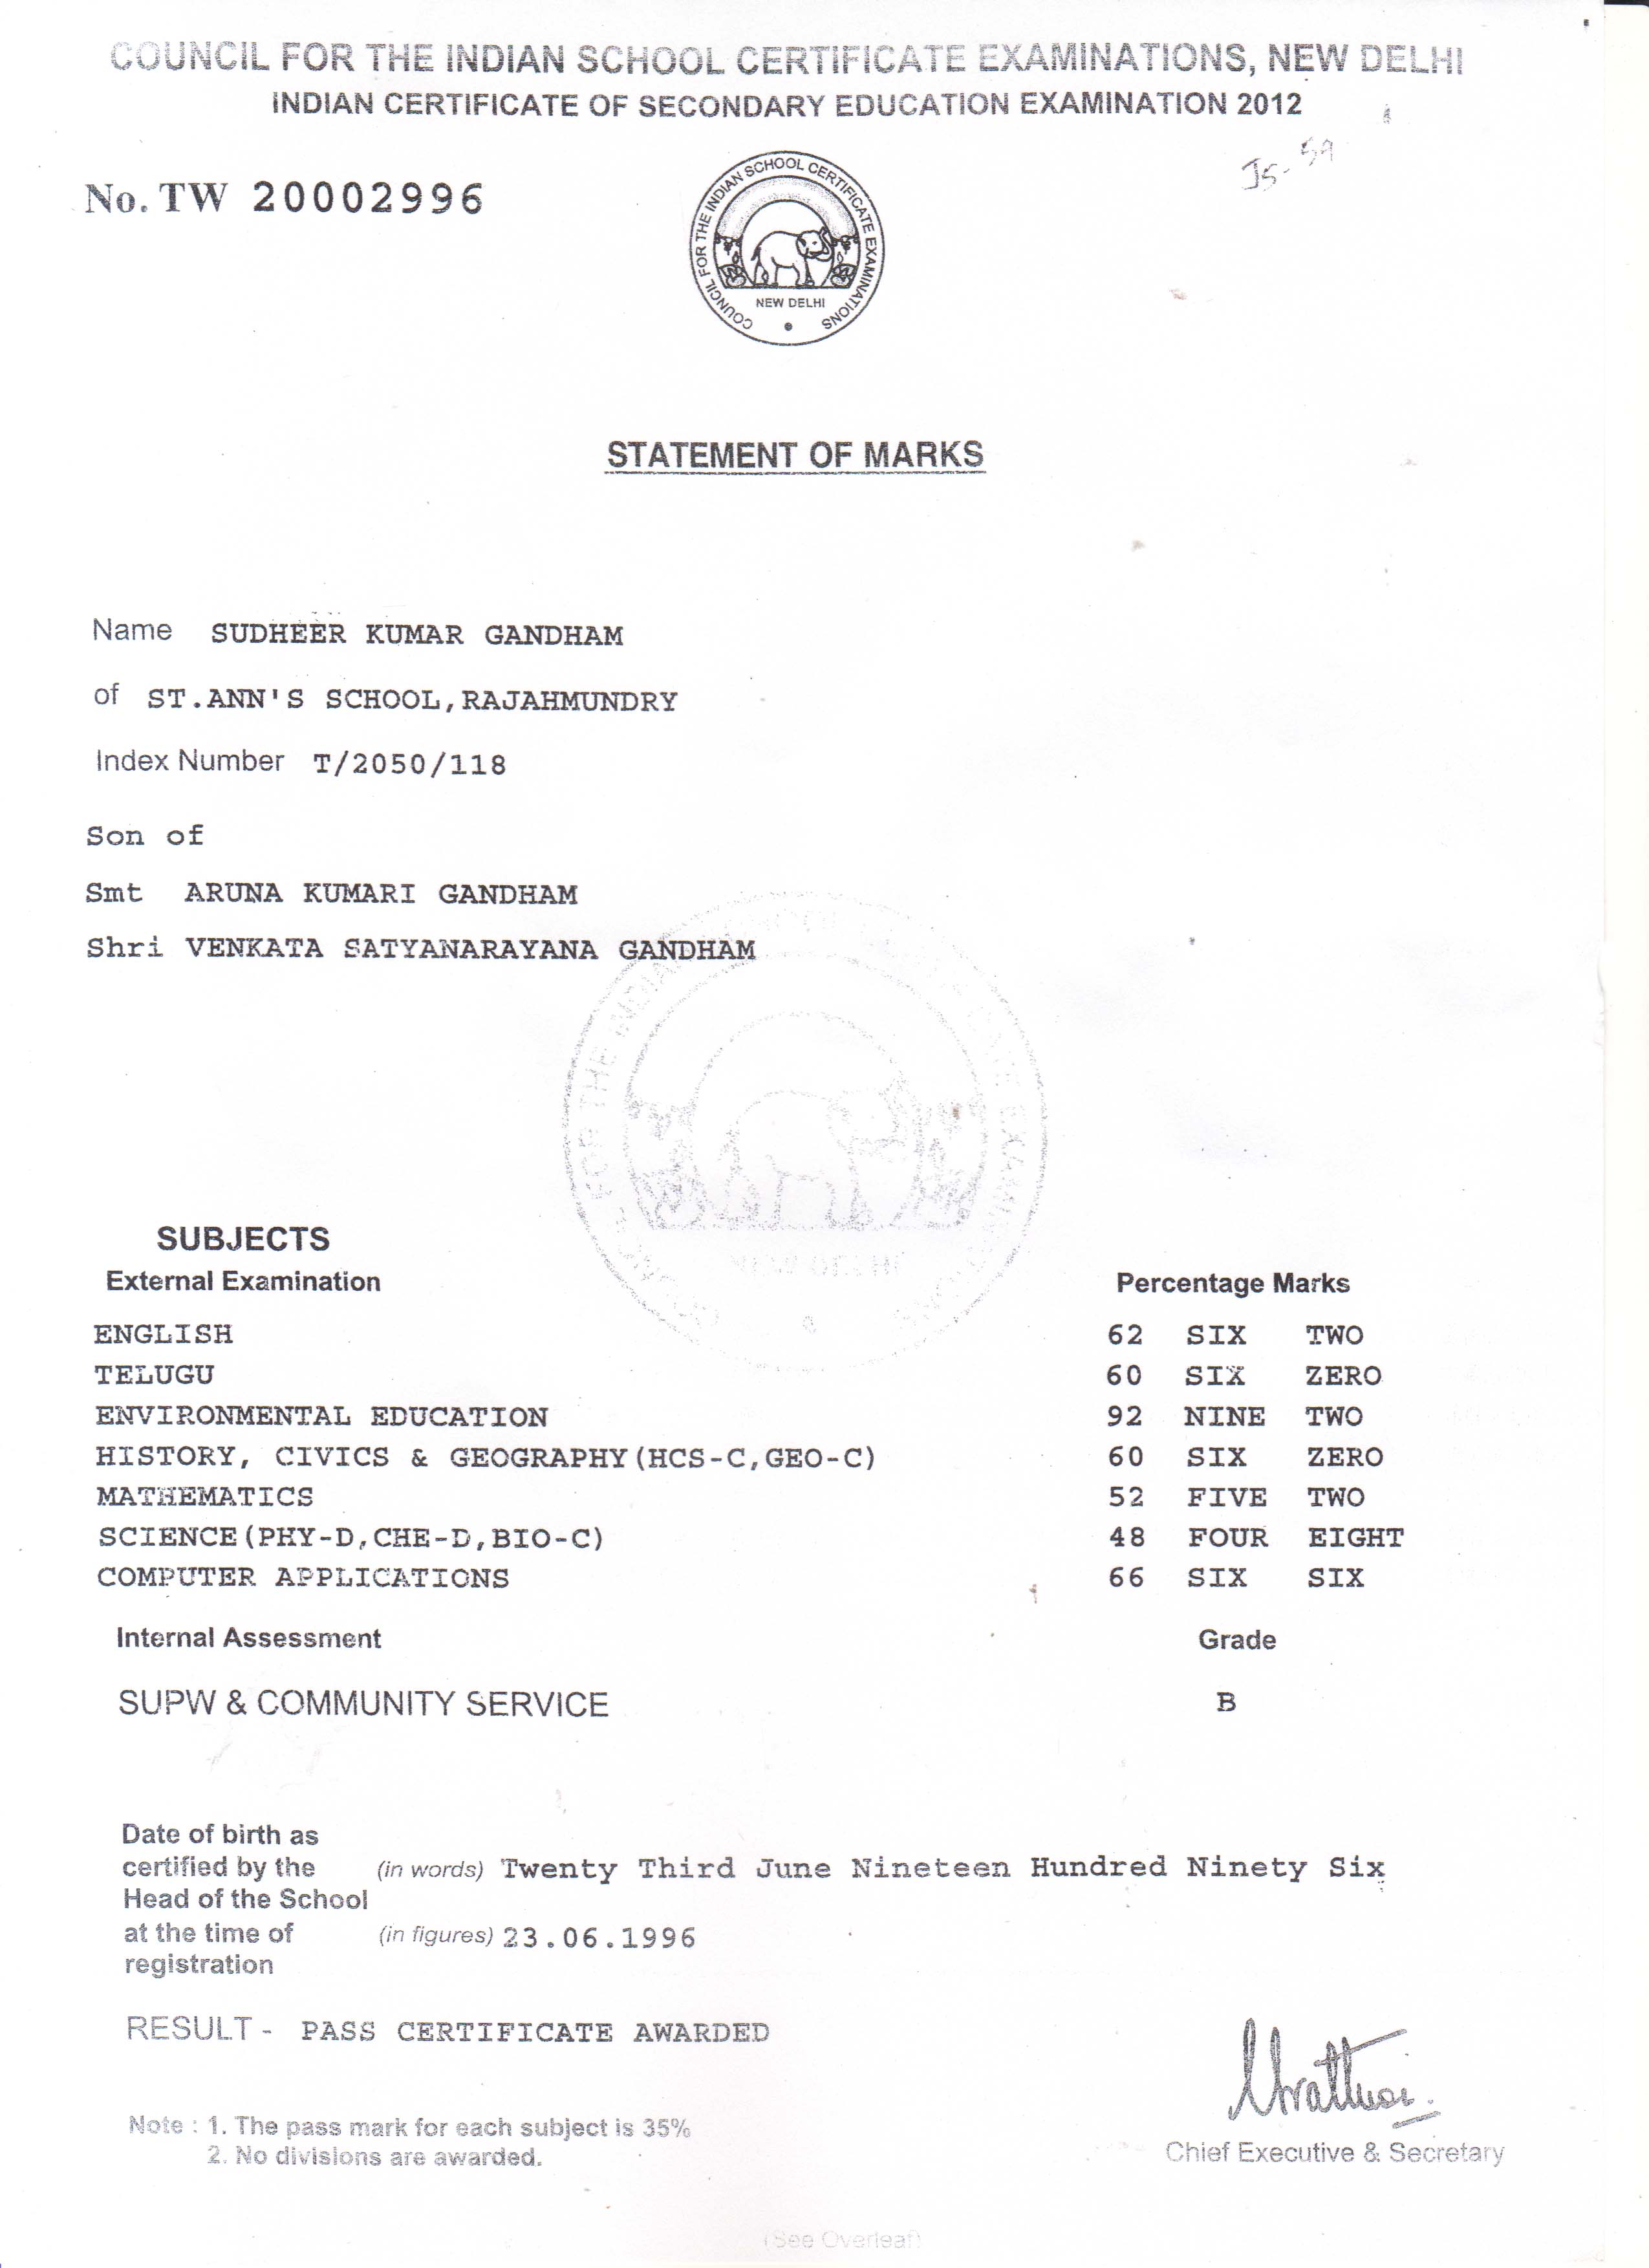 COUNCIL FOR THE INDIAN SCHOOL CERTIFICATE EXAMINATIONS, NEW DELHI
INDIAN CERTIFICATE OF SECONDARY EDUCATION EXAMINATION 2012
JS- 59
No. TW 20002996
COUNCIL FOR THE INDIAN SCHOOL CERTIFICATE EXAMINATIONS
NEW DELHI
STATEMENT OF MARKS
Name SUDHEER KUMAR GANDHAM
of ST.ANN'S SCHOOL,RAJAHMUNDRY
Index Number T/2050/118
Son of
Smt ARUNA KUMARI GANDHAM
Shri VENKATA SATYANARAYANA GANDHAM
FOR THE INDIAN
NEW DELHI
SUBJECTS
External Examination Percentage Marks
ENGLISH 62 SIX TWO
TELUGU 60 SIX ZERO
ENVIRONMENTAL EDUCATION 92 NINE TWO
HISTORY, CIVICS & GEOGRAPHY(HCS-C,GEO-C) 60 SIX ZERO
MATHEMATICS 52 FIVE TWO
SCIENCE(PHY-D,CHE-D,BIO-C) 48 FOUR EIGHT
COMPUTER APPLICATIONS 66 SIX SIX
Internal Assessment Grade
SUPW & COMMUNITY SERVICE B
Date of birth as
certified by the (in words) Twenty Third June Nineteen Hundred Ninety Six
Head of the School
at the time of (in figures) 23.06.1996
registration
RESULT - PASS CERTIFICATE AWARDED
Note : 1. The pass mark for each subject is 35%
2. No divisions are awarded.
Chief Executive & Secretary
(See Overleaf)